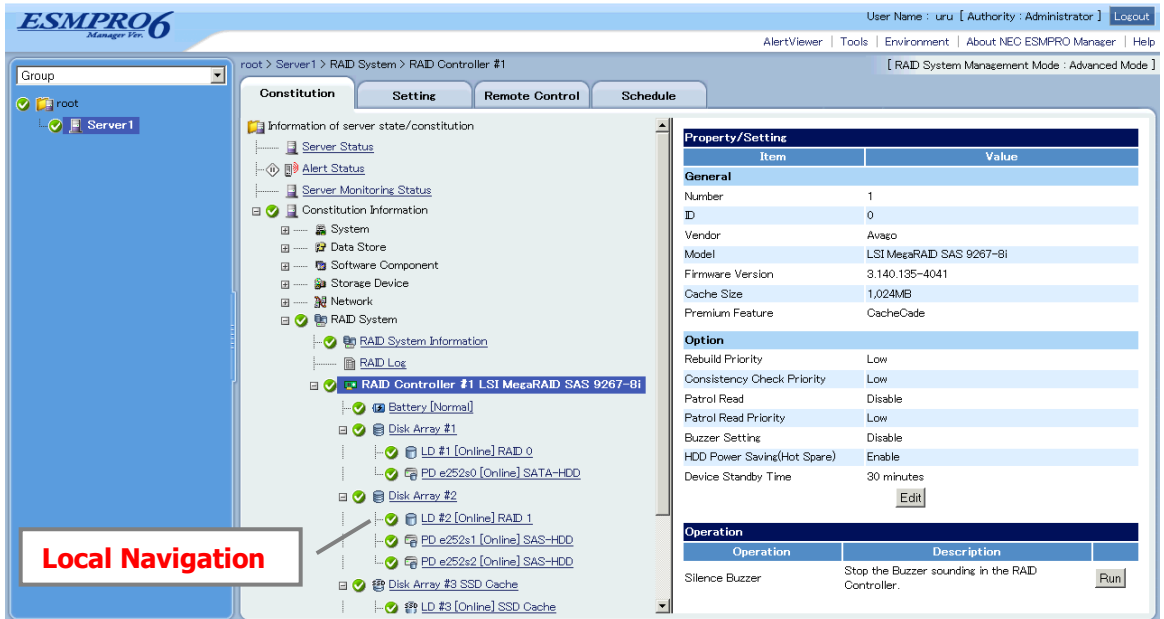 ESMPRO6
Manager Ver.
User Name : uru [ Authority : Administrator ] Logout
AlertViewer | Tools | Environment | About NEC ESMPRO Manager | Help
Group
root
Server1
root > Server1 > RAID System > RAID Controller #1
[ RAID System Management Mode : Advanced Mode ]
Constitution Setting Remote Control Schedule
Information of server state/constitution
Server Status
Alert Status
Server Monitoring Status
Constitution Information
System
Data Store
Software Component
Storage Device
Network
RAID System
RAID System Information
RAID Log
RAID Controller #1 LSI MegaRAID SAS 9267-8i
Battery [Normal]
Disk Array #1
LD #1 [Online] RAID 0
PD e252s0 [Online] SATA-HDD
Disk Array #2
LD #2 [Online] RAID 1
PD e252s1 [Online] SAS-HDD
PD e252s2 [Online] SAS-HDD
Disk Array #3 SSD Cache
LD #3 [Online] SSD Cache
Local Navigation
Property/Setting
Item Value
General
Number 1
ID 0
Vendor Avago
Model LSI MegaRAID SAS 9267-8i
Firmware Version 3.140.135-4041
Cache Size 1,024MB
Premium Feature CacheCade
Option
Rebuild Priority Low
Consistency Check Priority Low
Patrol Read Disable
Patrol Read Priority Low
Buzzer Setting Disable
HDD Power Saving(Hot Spare) Enable
Device Standby Time 30 minutes
Edit
Operation
Operation Description
Silence Buzzer Stop the Buzzer sounding in the RAID Controller. Run